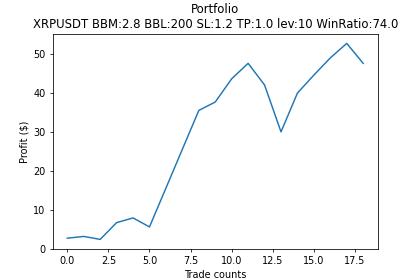 Portfolio
XRPUSDT BBM:2.8 BBL:200 SL:1.2 TP:1.0 lev:10 WinRatio:74.0
Profit ($)
50
40
30
20
10
0
0.0 2.5 5.0 7.5 10.0 12.5 15.0 17.5
Trade counts